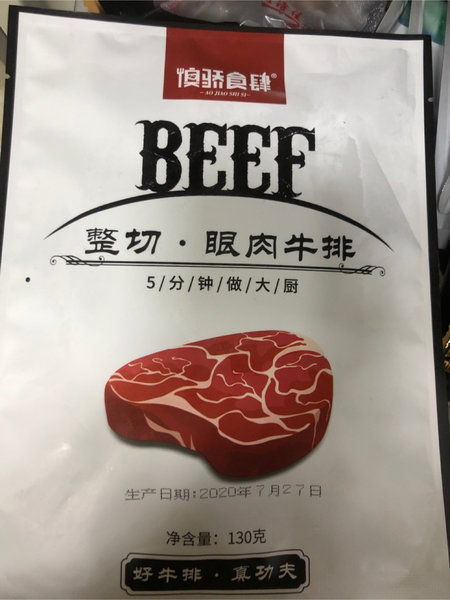 懊骄食肆®
-AO JIAO SHI SI-
BEEF
整切·眼肉牛排
5/分/钟/做/大/厨
生产日期:2020年7月27日
净含量: 130克
好牛排·真功夫